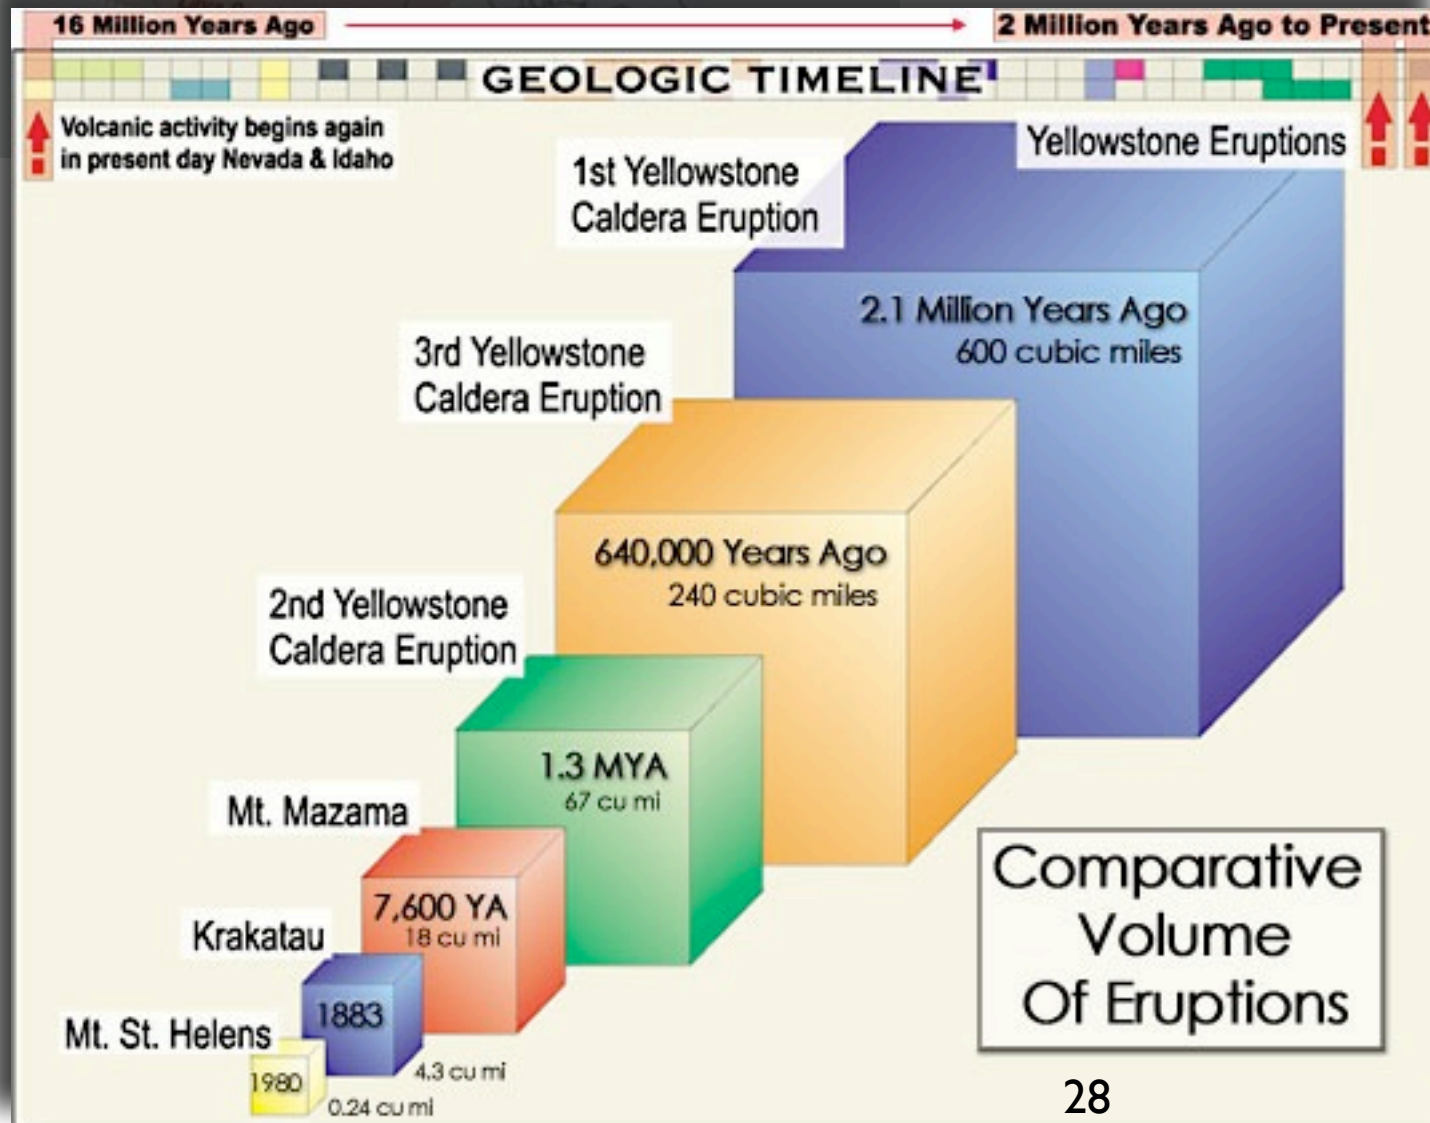 16 Million Years Ago
2 Million Years Ago to Present
GEOLOGIC TIMELINE
Volcanic activity begins again
in present day Nevada & Idaho
Yellowstone Eruptions
1st Yellowstone
Caldera Eruption
2.1 Million Years Ago
600 cubic miles
3rd Yellowstone
Caldera Eruption
640,000 Years Ago
240 cubic miles
2nd Yellowstone
Caldera Eruption
1.3 MYA
67 cu mi
Mt. Mazama
7,600 YA
18 cu mi
Krakatau
1883
4.3 cu mi
Mt. St. Helens
1980
0.24 cu mi
Comparative
Volume
Of Eruptions
28